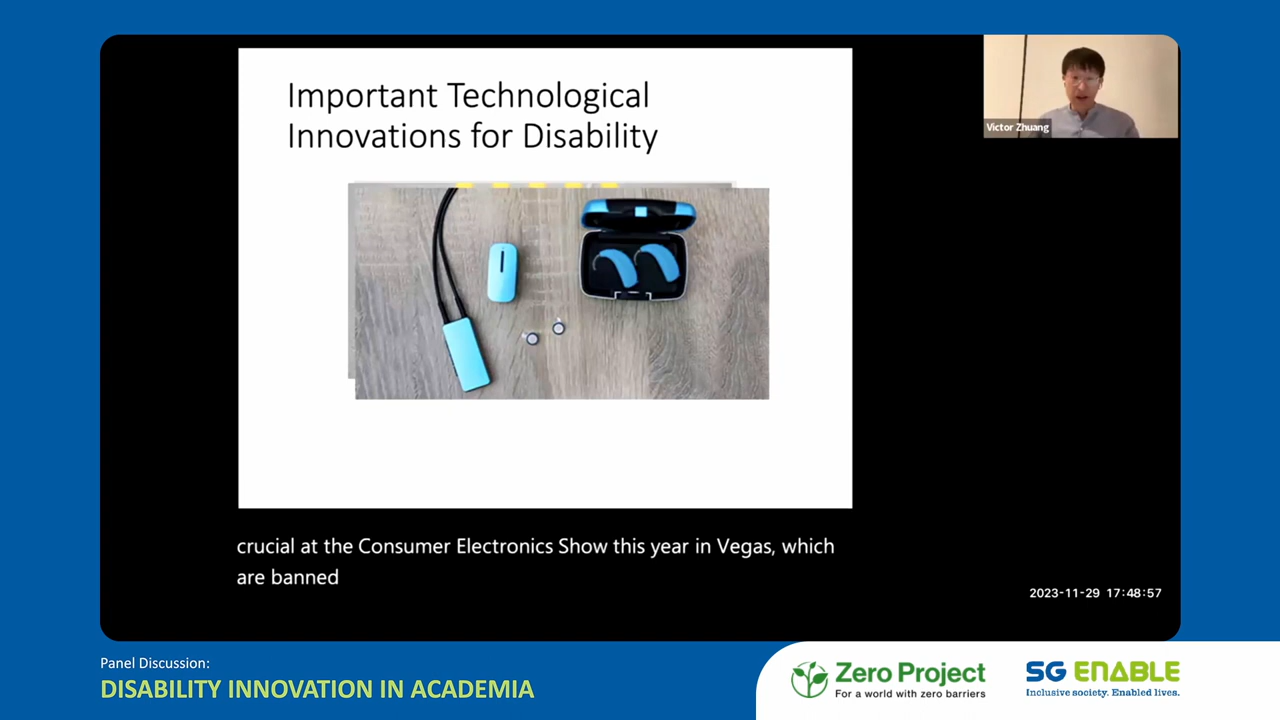 Important Technological
Innovations for Disability
Victor Zhuang
crucial at the Consumer Electronics Show this year in Vegas, which
are banned
2023-11-29 17:48:57
Panel Discussion:
DISABILITY INNOVATION IN ACADEMIA
Zero Project
For a world with zero barriers
SG ENABLE
Inclusive society. Enabled lives.